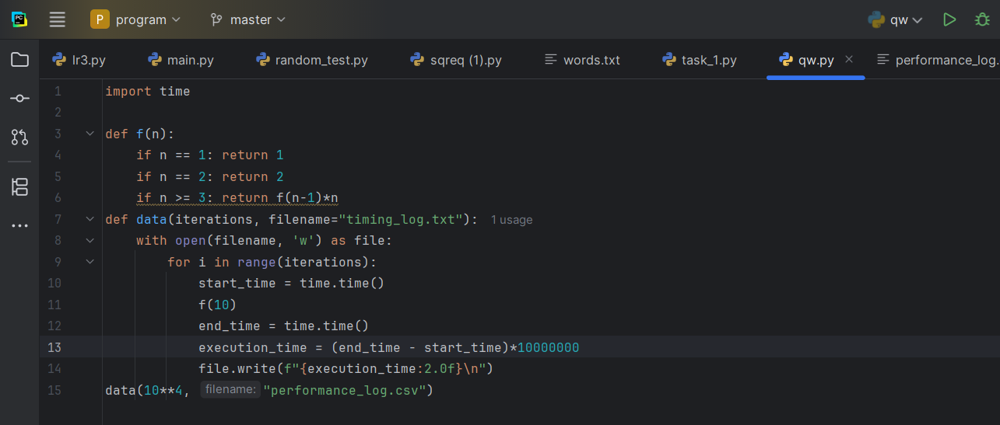 PC P program master qw
lr3.py main.py random_test.py sqreq (1).py words.txt task_1.py qw.py × performance_log.
1 import time
2
3 def f(n):
4     if n == 1: return 1
5     if n == 2: return 2
6     if n >= 3: return f(n-1)*n
7 def data(iterations, filename="timing_log.txt"): 1 usage
8     with open(filename, 'w') as file:
9         for i in range(iterations):
10             start_time = time.time()
11             f(10)
12             end_time = time.time()
13             execution_time = (end_time - start_time)*10000000
14             file.write(f"{execution_time:2.0f}\n")
15 data(10**4, filename: "performance_log.csv")